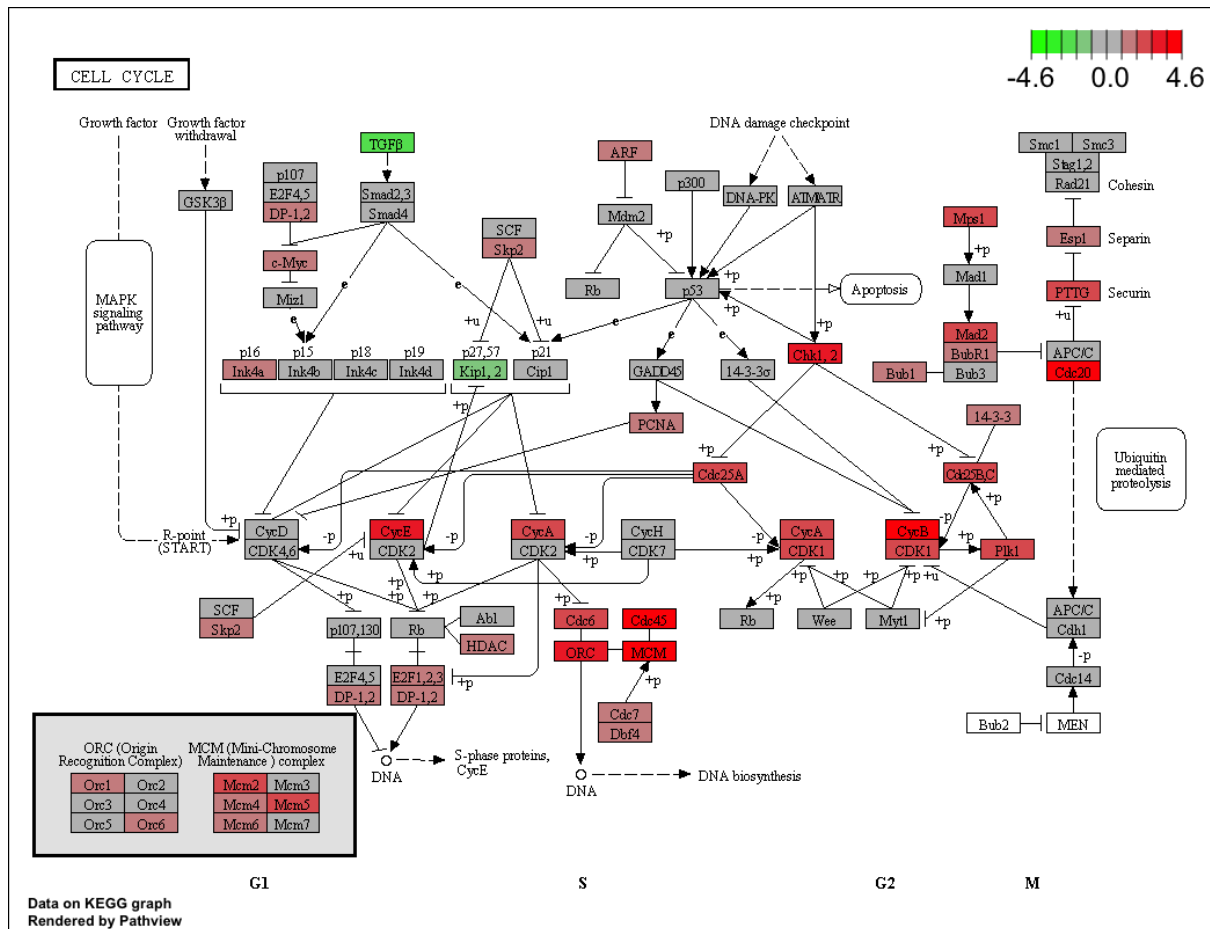 -4.6 0.0 4.6
CELL CYCLE
Growth factor
Growth factor
withdrawal
TGFβ
DNA damage checkpoint
ARF
Smc1 Smc3
Stag1,2
Rad21
Cohesin
p107
E2F4,5
DP-1,2
Smad2,3
Smad4
GSK3β
p300
DNA-PK
ATM/ATR
Mdm2
+p
SCF
Skp2
Mps1
+p
Esp1
Separin
c-Myc
Miz1
Mad1
Rb
p53
+p
+p
Apoptosis
PTTG
Securin
MAPK
signaling
pathway
e
e
e
+u
+u
e
e
e
+p
+u
Mad2
BubR1
Bub3
Bub1
APC/C
Cdc20
Chk1, 2
p16
Ink4a
p15
Ink4b
p18
Ink4c
p19
Ink4d
p27,57
Kip1, 2
p21
Cip1
GADD45
14-3-3σ
+p
PCNA
14-3-3
+p
+p
Cdc25A
Cdc25B,C
Ubiquitin
mediated
proteolysis
R-point
(START)
+p
CycD
CDK4,6
-p
CycE
CDK2
-p
+u
CycA
CDK2
-p
+p
CycH
CDK7
-p
+p
CycA
CDK1
CycB
CDK1
-p
+p
+u
+p
Plk1
SCF
Skp2
+p
+p
+p
+p
+p
+p
+p
+p
p107,130
Rb
Abl
HDAC
Cdc6
Cdc45
ORC
MCM
Rb
Wee
Myt1
APC/C
Cdh1
-p
Cdc14
E2F4,5
DP-1,2
E2F1,2,3
DP-1,2
+p
+p
Cdc7
Dbf4
Bub2
MEN
DNA
S-phase proteins,
CycE
DNA
DNA biosynthesis
ORC (Origin
Recognition Complex)
MCM (Mini-Chromosome
Maintenance ) complex
Orc1 Orc2
Orc3 Orc4
Orc5 Orc6
Mcm2 Mcm3
Mcm4 Mcm5
Mcm6 Mcm7
G1 S G2 M
Data on KEGG graph
Rendered by Pathview